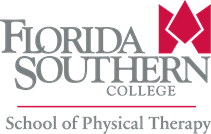 FLORIDA
SOUTHERN
COLLEGE
School of Physical Therapy